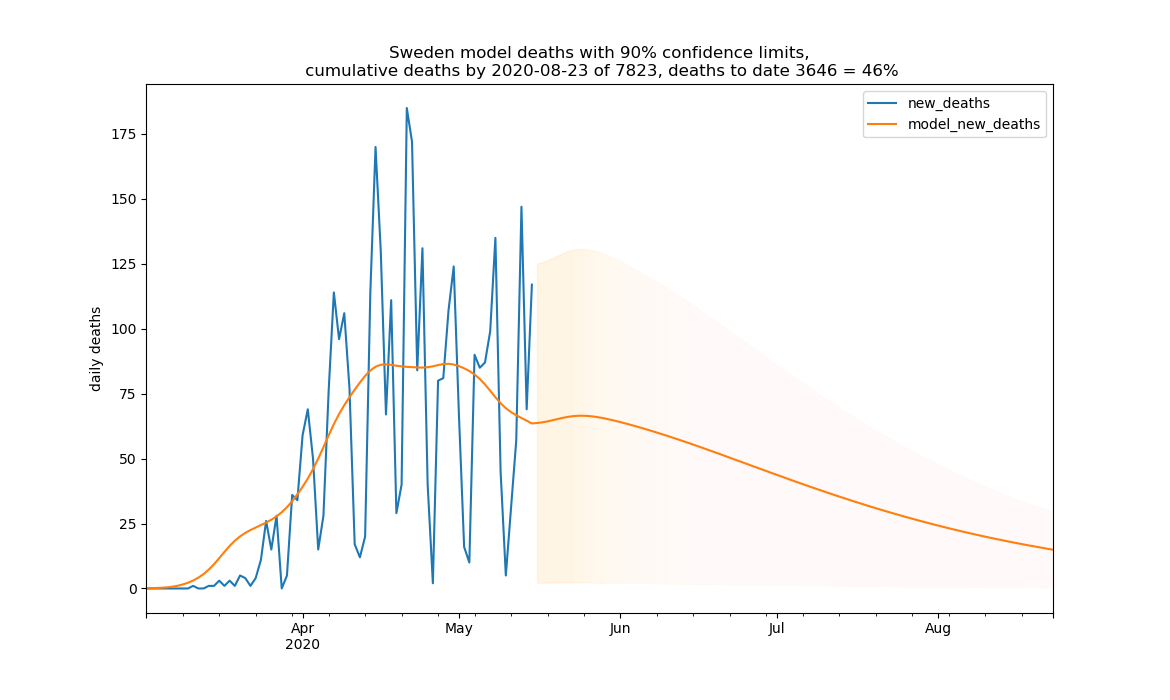 Sweden model deaths with 90% confidence limits,
cumulative deaths by 2020-08-23 of 7823, deaths to date 3646 = 46%
new_deaths
model_new_deaths
175
150
125
100
75
50
25
0
daily deaths
Apr
2020
May
Jun
Jul
Aug